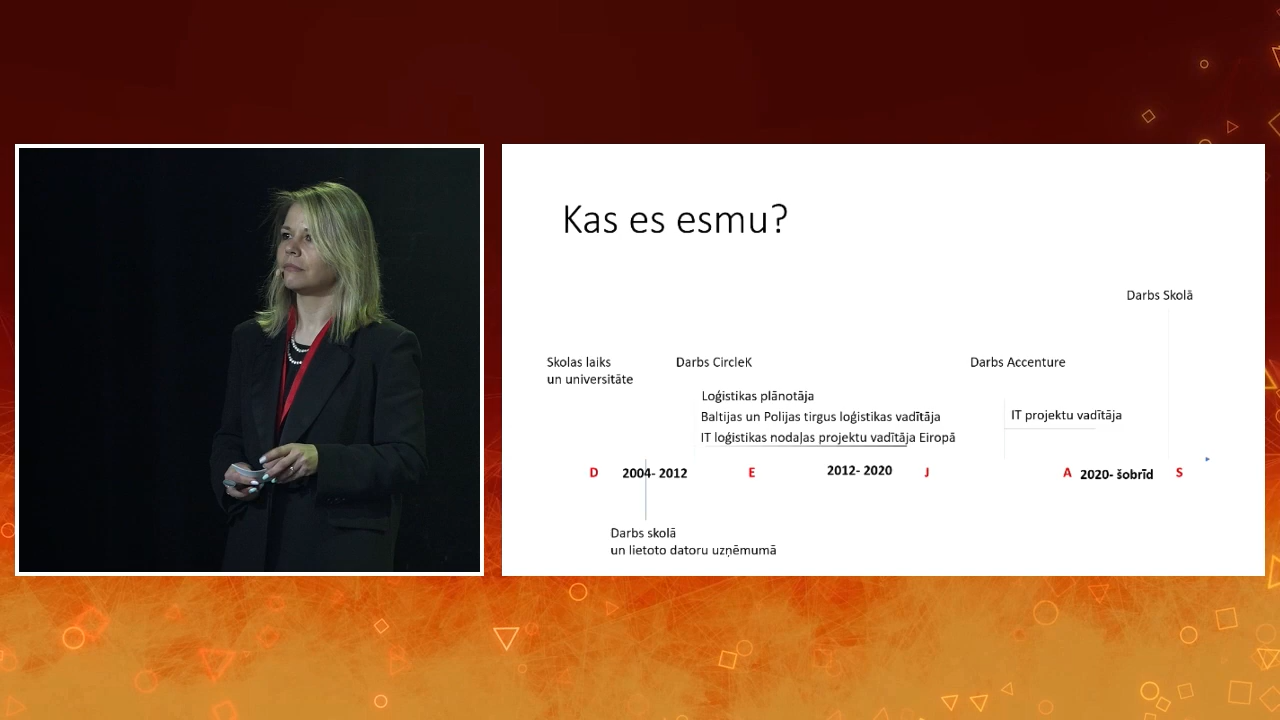 Kas es esmu?
Darbs Skolā
Skolas laiks
un universitāte
Darbs CircleK
Darbs Accenture
Loģistikas plānotāja
Baltijas un Polijas tirgus loģistikas vadītāja
IT loģistikas nodaļas projektu vadītāja Eiropā
IT projektu vadītāja
D 2004- 2012 E 2012- 2020 J A 2020- šobrīd S
Darbs skolā
un lietoto datoru uzņēmumā